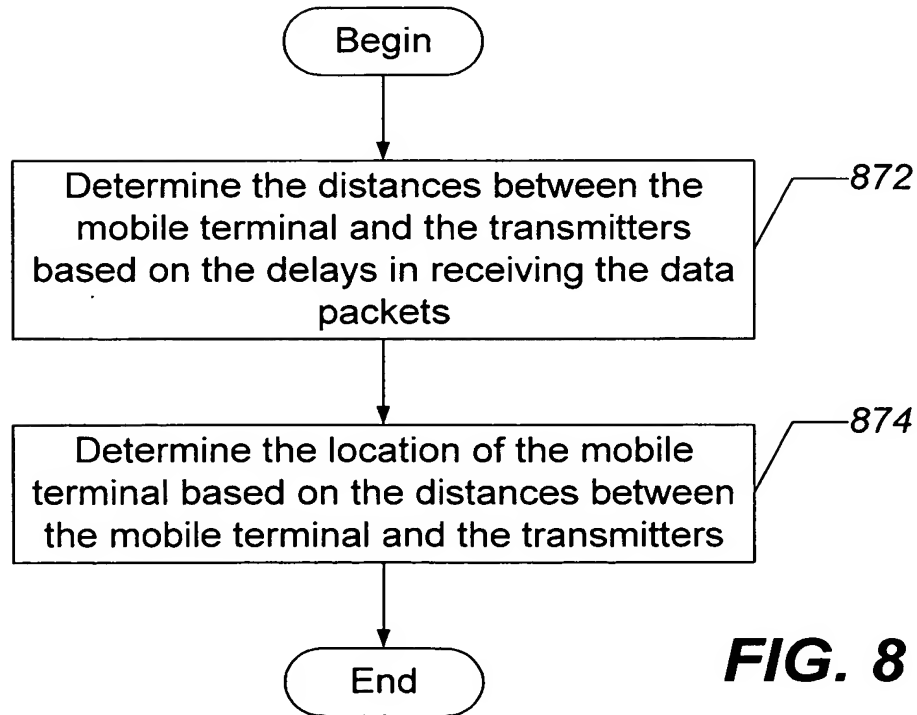 Begin
Determine the distances between the
mobile terminal and the transmitters
based on the delays in receiving the data
packets
872
Determine the location of the mobile
terminal based on the distances between
the mobile terminal and the transmitters
874
End
FIG. 8